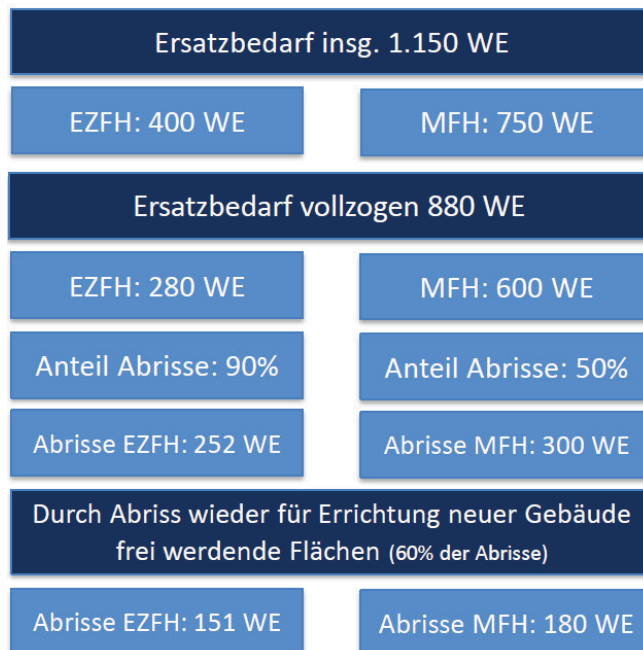 Ersatzbedarf insg. 1.150 WE
EZFH: 400 WE
MFH: 750 WE
Ersatzbedarf vollzogen 880 WE
EZFH: 280 WE
MFH: 600 WE
Anteil Abrisse: 90%
Anteil Abrisse: 50%
Abrisse EZFH: 252 WE
Abrisse MFH: 300 WE
Durch Abriss wieder für Errichtung neuer Gebäude
frei werdende Flächen (60% der Abrisse)
Abrisse EZFH: 151 WE
Abrisse MFH: 180 WE